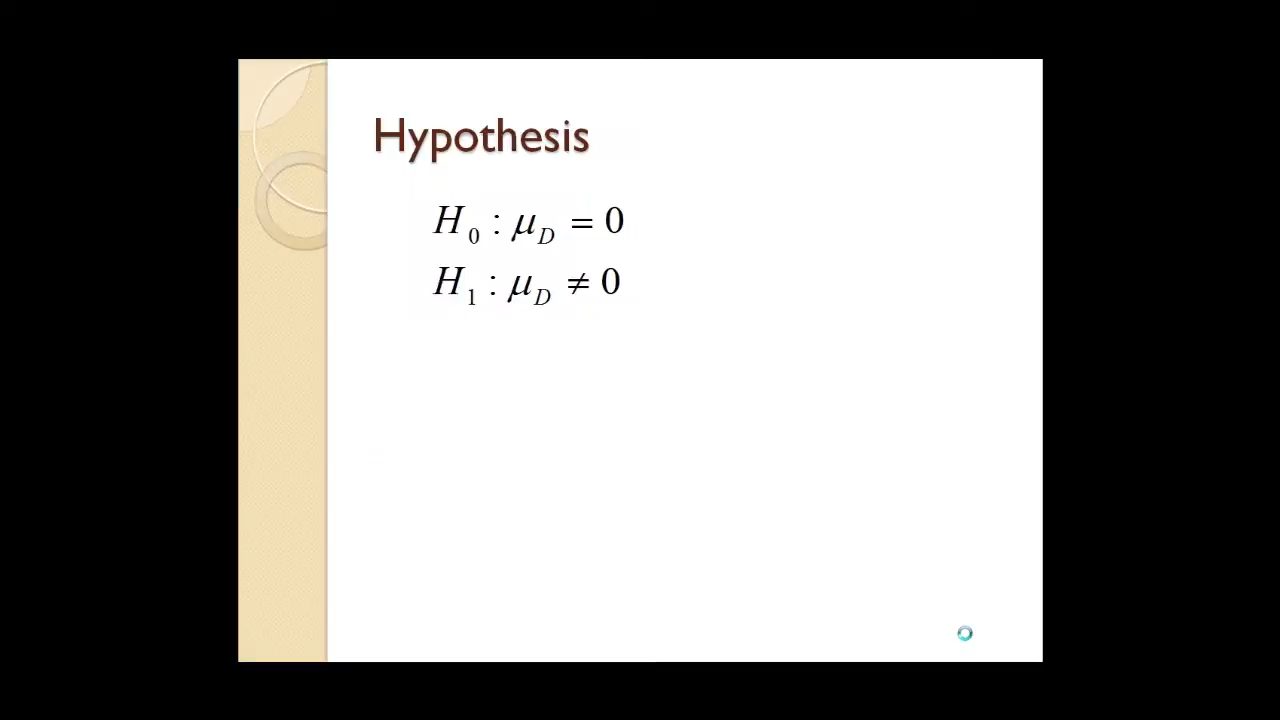 Hypothesis
H₀ : μ_D = 0
H₁ : μ_D ≠ 0